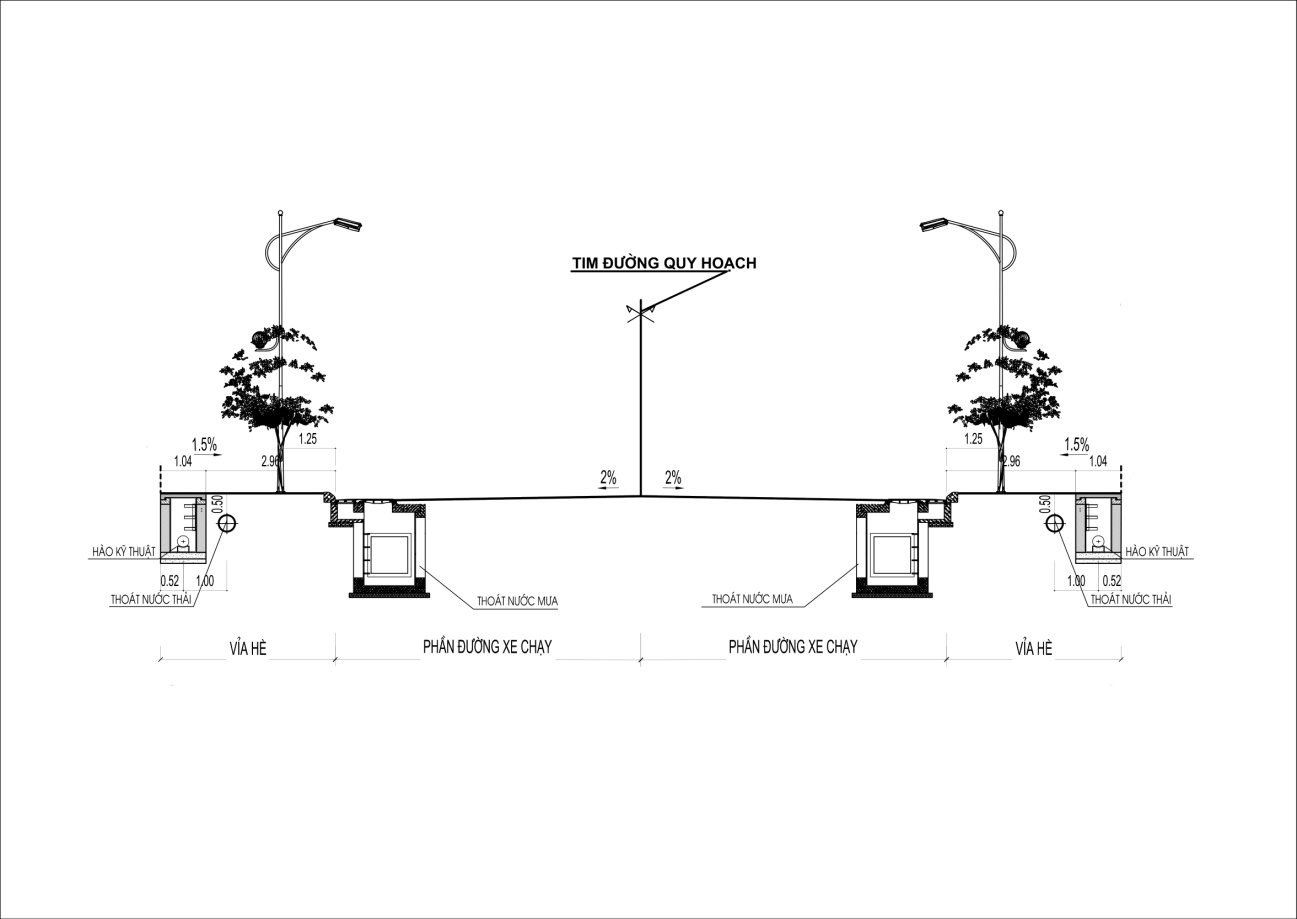 TIM ĐƯỜNG QUY HOẠCH
1.25
1.25
1.5%
1.5%
1.04
2.96
2.96
1.04
2%
2%
0.50
0.50
HÀO KỸ THUẬT
HÀO KỸ THUẬT
0.52
1.00
1.00
0.52
THOÁT NƯỚC THẢI
THOÁT NƯỚC MƯA
THOÁT NƯỚC MƯA
THOÁT NƯỚC THẢI
VỈA HÈ
PHẦN ĐƯỜNG XE CHẠY
PHẦN ĐƯỜNG XE CHẠY
VỈA HÈ